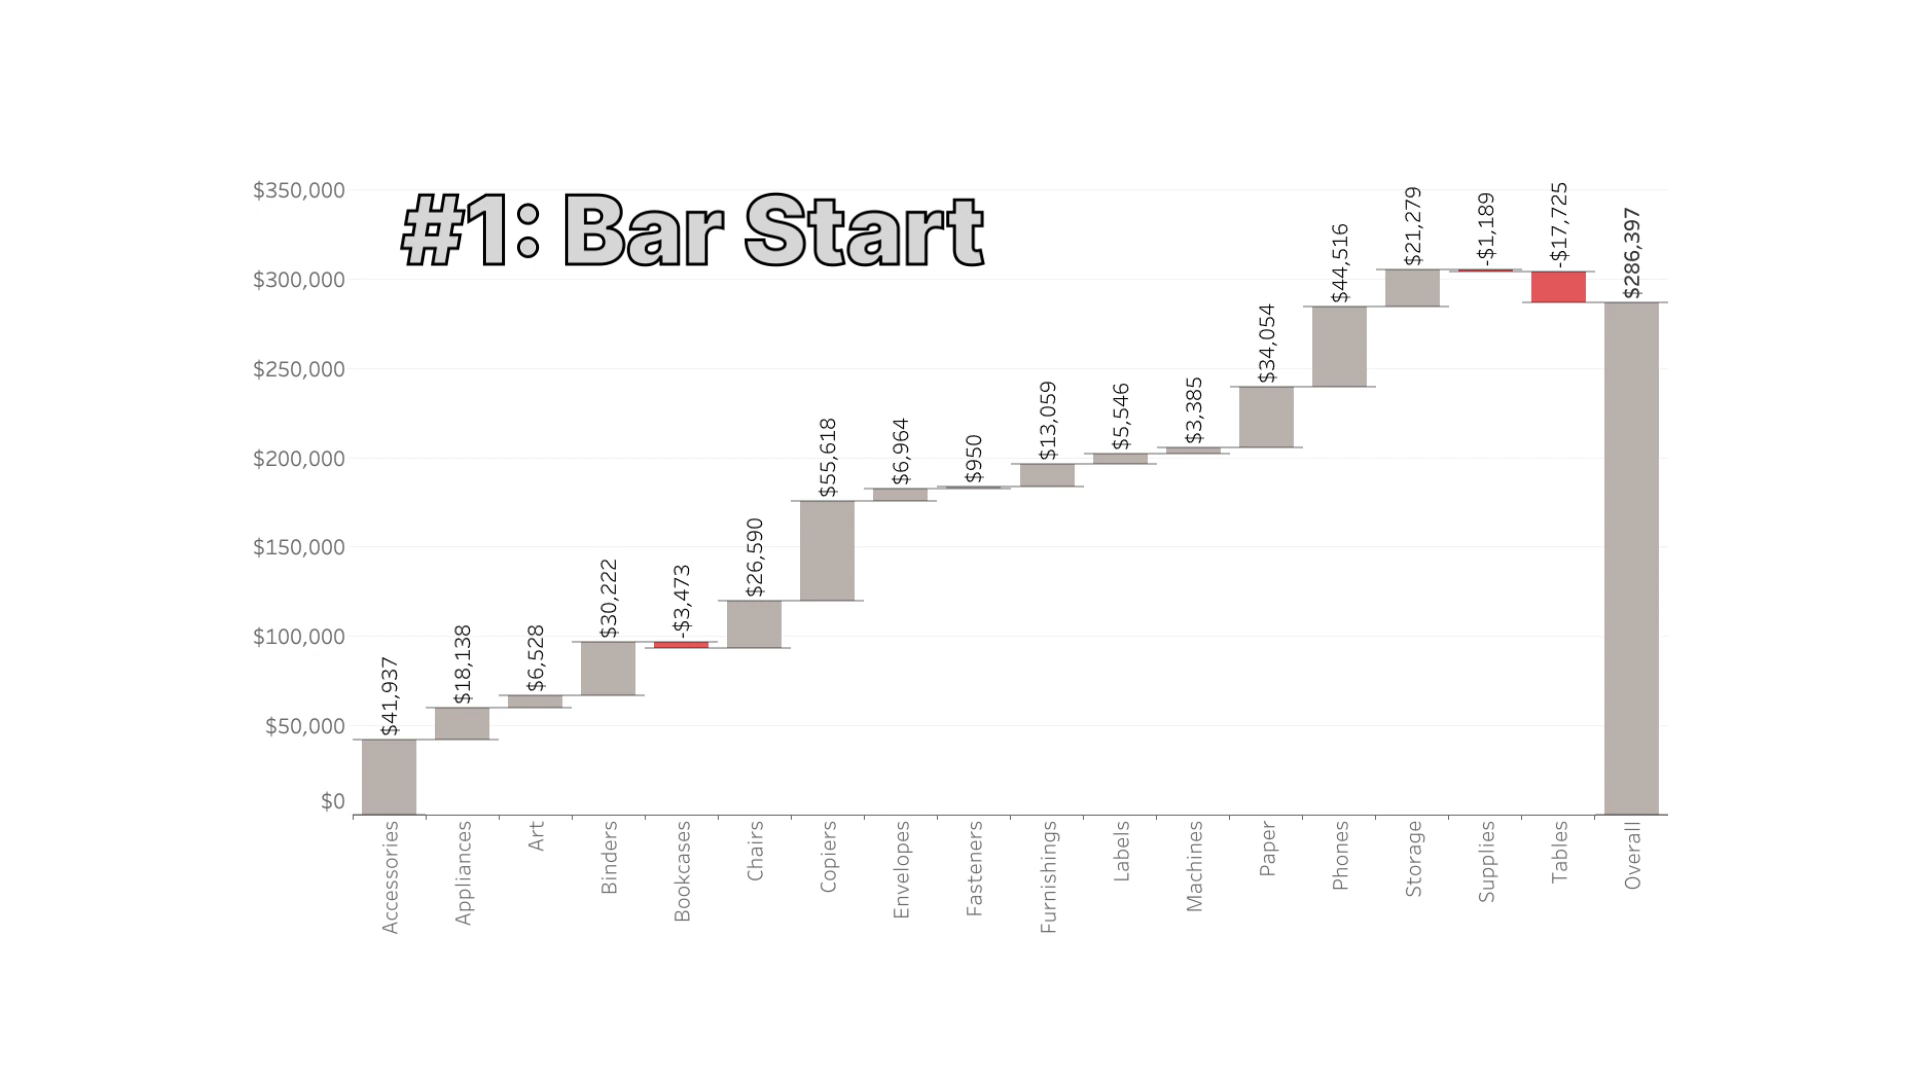 #1: Bar Start
$350,000
$300,000
$250,000
$200,000
$150,000
$100,000
$50,000
$0
$41,937
$18,138
$6,528
$30,222
-$3,473
$26,590
$55,618
$6,964
$950
$13,059
$5,546
$3,385
$34,054
$44,516
$21,279
-$1,189
-$17,725
$286,397
Accessories
Appliances
Art
Binders
Bookcases
Chairs
Copiers
Envelopes
Fasteners
Furnishings
Labels
Machines
Paper
Phones
Storage
Supplies
Tables
Overall